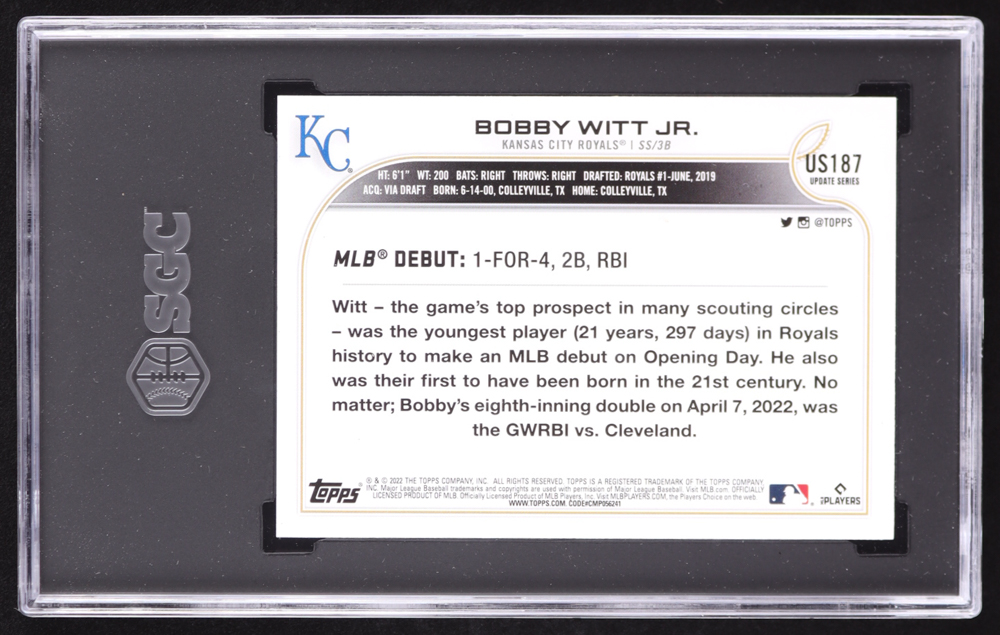 SGC
KC
BOBBY WITT JR.
KANSAS CITY ROYALS® | SS/3B
US187
UPDATE SERIES
HT: 6'1" WT: 200 BATS: RIGHT THROWS: RIGHT DRAFTED: ROYALS #1-JUNE, 2019
ACQ: VIA DRAFT BORN: 6-14-00, COLLEYVILLE, TX HOME: COLLEYVILLE, TX
@TOPPS
MLB® DEBUT: 1-FOR-4, 2B, RBI
Witt – the game's top prospect in many scouting circles
– was the youngest player (21 years, 297 days) in Royals
history to make an MLB debut on Opening Day. He also
was their first to have been born in the 21st century. No
matter; Bobby's eighth-inning double on April 7, 2022, was
the GWRBI vs. Cleveland.
Topps
® & © 2022 THE TOPPS COMPANY, INC. ALL RIGHTS RESERVED. TOPPS IS A REGISTERED TRADEMARK OF THE TOPPS COMPANY,
INC. Major League Baseball trademarks and copyrights are used with permission of Major League Baseball. Visit MLB.com. OFFICIALLY
LICENSED PRODUCT OF MLB. Officially Licensed Product of MLB Players, Inc. Visit MLBPLAYERS.COM, the Players Choice on the web.
WWW.TOPPS.COM CODE#CMP056241
PLAYERS